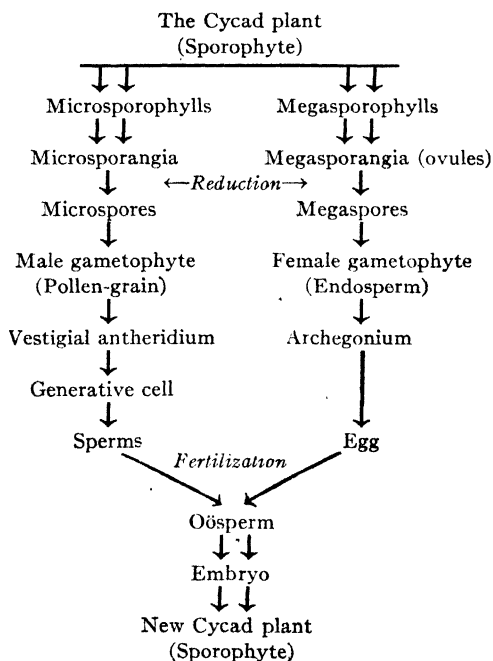 The Cycad plant
(Sporophyte)
Microsporophylls Megasporophylls
Microsporangia Megasporangia (ovules)
←Reduction→
Microspores Megaspores
Male gametophyte Female gametophyte
(Pollen-grain) (Endosperm)
Vestigial antheridium Archegonium
Generative cell
Sperms Egg
Fertilization
Oösperm
Embryo
New Cycad plant
(Sporophyte)